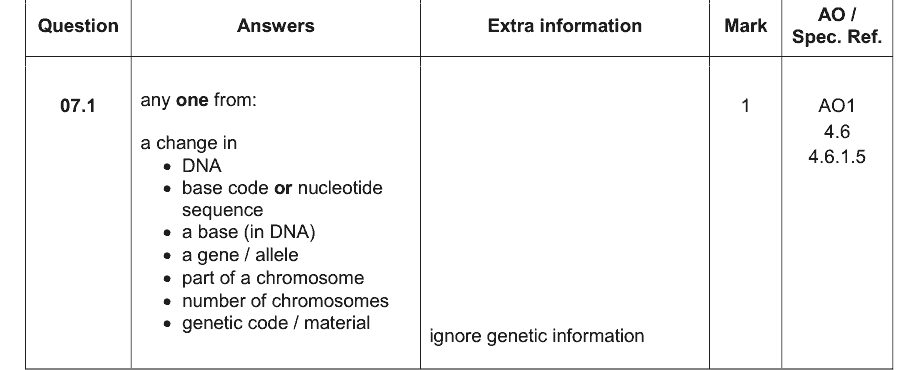 Question Answers Extra information Mark AO /
Spec. Ref.
07.1 any one from: 1 AO1
4.6
4.6.1.5
a change in
• DNA
• base code or nucleotide
sequence
• a base (in DNA)
• a gene / allele
• part of a chromosome
• number of chromosomes
• genetic code / material
ignore genetic information